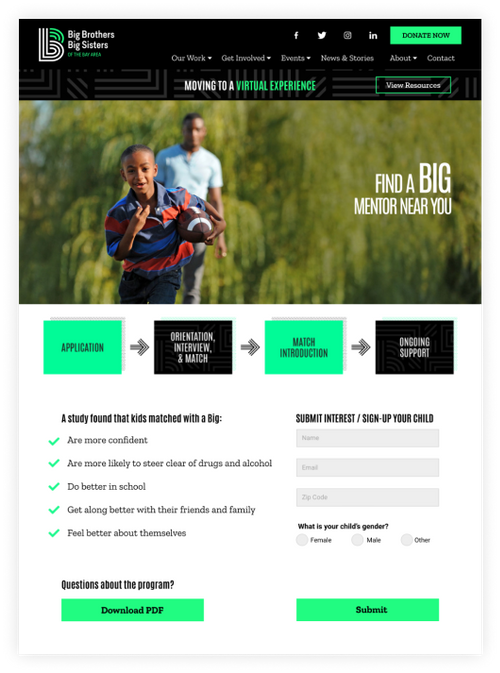 Big Brothers
Big Sisters
OF THE BAY AREA
DONATE NOW
Our Work
Get Involved
Events
News & Stories
About
Contact
MOVING TO A VIRTUAL EXPERIENCE
View Resources
FIND A BIG
MENTOR NEAR YOU
APPLICATION
ORIENTATION,
INTERVIEW,
& MATCH
MATCH
INTRODUCTION
ONGOING
SUPPORT
A study found that kids matched with a Big:
Are more confident
Are more likely to steer clear of drugs and alcohol
Do better in school
Get along better with their friends and family
Feel better about themselves
Questions about the program?
Download PDF
SUBMIT INTEREST / SIGN-UP YOUR CHILD
Name
Email
Zip Code
What is your child's gender?
Female
Male
Other
Submit